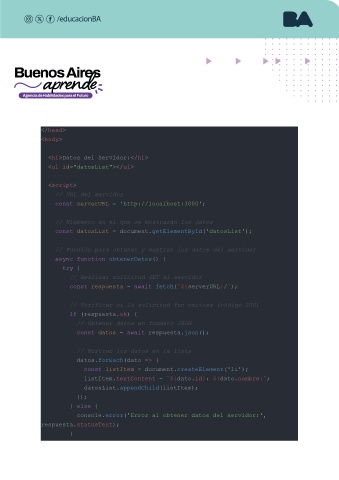 /educacionBA
BA
Buenos Aires
aprende
Agencia de Habilidades para el Futuro
</head>
<body>
<h1>Datos del Servidor:</h1>
<ul id="datosList"></ul>
<script>
// URL del servidor
const serverURL = 'http://localhost:3000';
// Elemento en el que se mostrarán los datos
const datosList = document.getElementById('datosList');
// Función para obtener y mostrar los datos del servidor
async function obtenerDatos() {
try {
// Realizar solicitud GET al servidor
const respuesta = await fetch(`${serverURL}/`);
// Verificar si la solicitud fue exitosa (código 200)
if (respuesta.ok) {
// Obtener datos en formato JSON
const datos = await respuesta.json();
// Mostrar los datos en la lista
datos.forEach(dato => {
const listItem = document.createElement('li');
listItem.textContent = `${dato.id}: ${dato.nombre}`;
datosList.appendChild(listItem);
});
} else {
console.error('Error al obtener datos del servidor:',
respuesta.statusText);
}